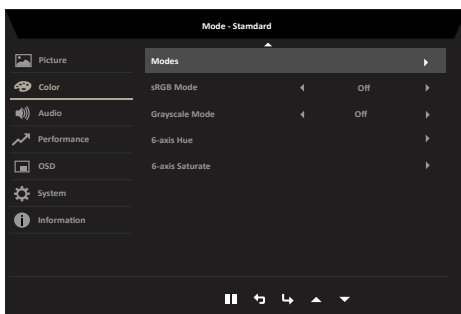 Mode - Stamdard
Picture
Color
Audio
Performance
OSD
System
Information
Modes
sRGB Mode Off
Grayscale Mode Off
6-axis Hue
6-axis Saturate